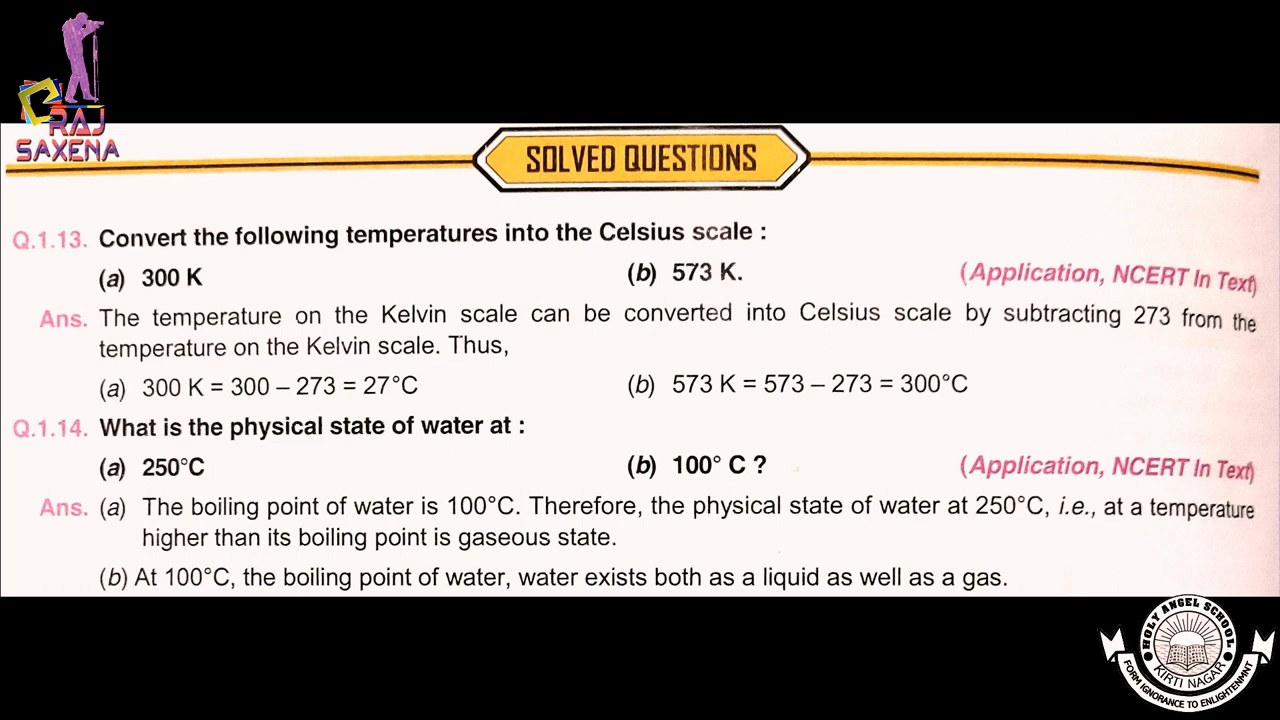 RAJ
SAXENA
SOLVED QUESTIONS
Q.1.13. Convert the following temperatures into the Celsius scale :
(a) 300 K (b) 573 K. (Application, NCERT In Text)
Ans. The temperature on the Kelvin scale can be converted into Celsius scale by subtracting 273 from the
temperature on the Kelvin scale. Thus,
(a) 300 K = 300 – 273 = 27°C (b) 573 K = 573 – 273 = 300°C
Q.1.14. What is the physical state of water at :
(a) 250°C (b) 100° C ? (Application, NCERT In Text)
Ans. (a) The boiling point of water is 100°C. Therefore, the physical state of water at 250°C, i.e., at a temperature
higher than its boiling point is gaseous state.
(b) At 100°C, the boiling point of water, water exists both as a liquid as well as a gas.
HOLY ANGEL SCHOOL
KIRTI NAGAR
FORM IGNORANCE TO ENLIGHTENMNT